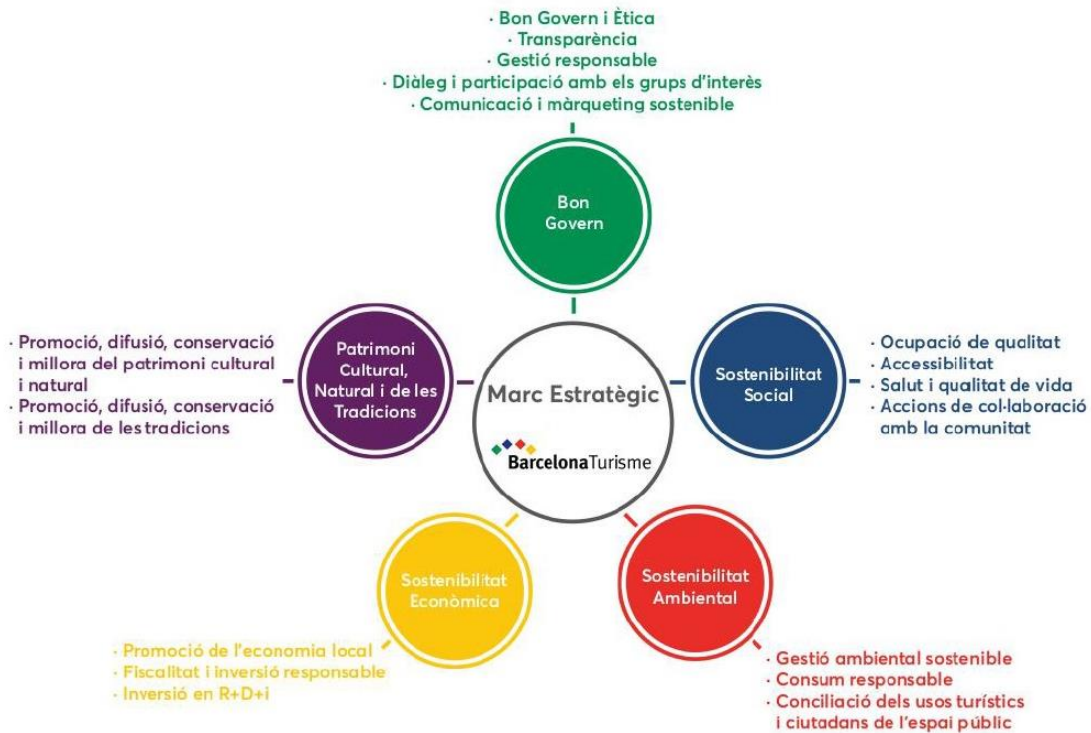 · Bon Govern i Ètica
· Transparència
· Gestió responsable
· Diàleg i participació amb els grups d'interès
· Comunicació i màrqueting sostenible
Bon
Govern
· Promoció, difusió, conservació
i millora del patrimoni cultural
i natural
· Promoció, difusió, conservació
i millora de les tradicions
Patrimoni
Cultural,
Natural i de les
Tradicions
Marc Estratègic
BarcelonaTurisme
Sostenibilitat
Social
· Ocupació de qualitat
· Accessibilitat
· Salut i qualitat de vida
· Accions de col·laboració
amb la comunitat
Sostenibilitat
Econòmica
· Promoció de l'economia local
· Fiscalitat i inversió responsable
· Inversió en R+D+i
Sostenibilitat
Ambiental
· Gestió ambiental sostenible
· Consum responsable
· Conciliació dels usos turístics
i ciutadans de l'espai públic